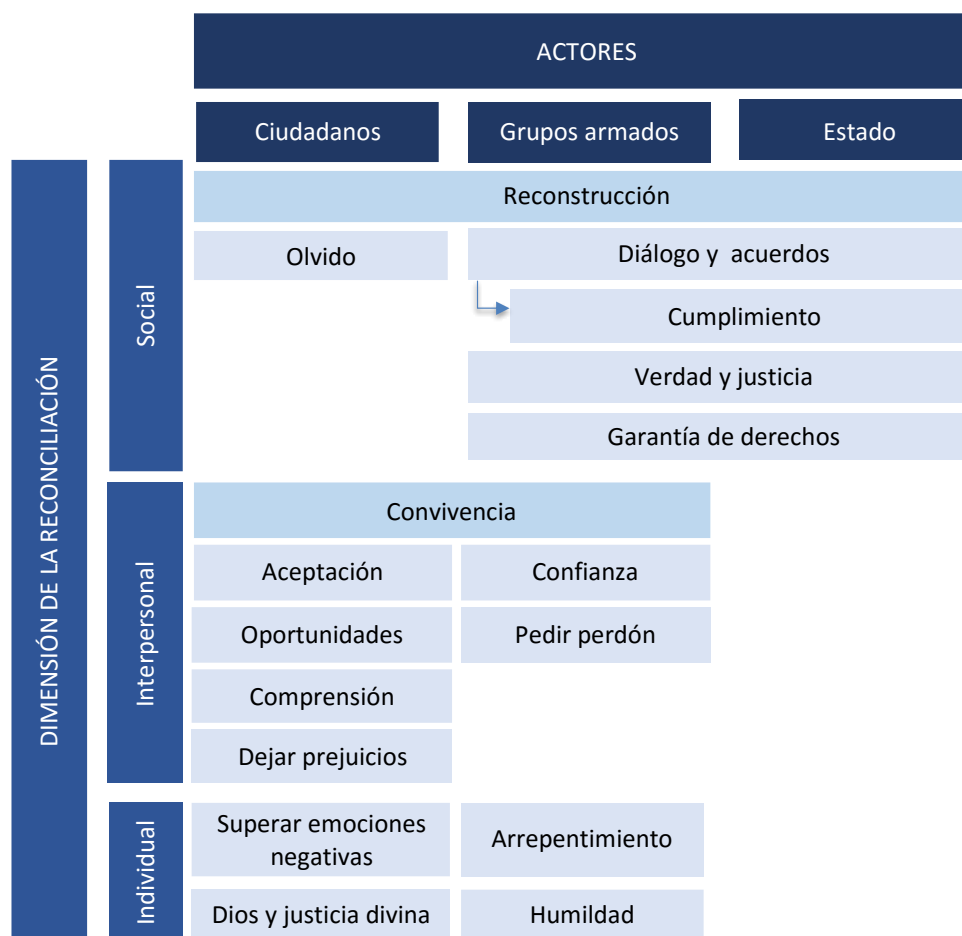 ACTORES
Ciudadanos
Grupos armados
Estado
DIMENSIÓN DE LA RECONCILIACIÓN
Social
Reconstrucción
Olvido
Diálogo y  acuerdos
Cumplimiento
Verdad y justicia
Garantía de derechos
Interpersonal
Convivencia
Aceptación
Confianza
Oportunidades
Pedir perdón
Comprensión
Dejar prejuicios
Individual
Superar emociones
negativas
Arrepentimiento
Dios y justicia divina
Humildad